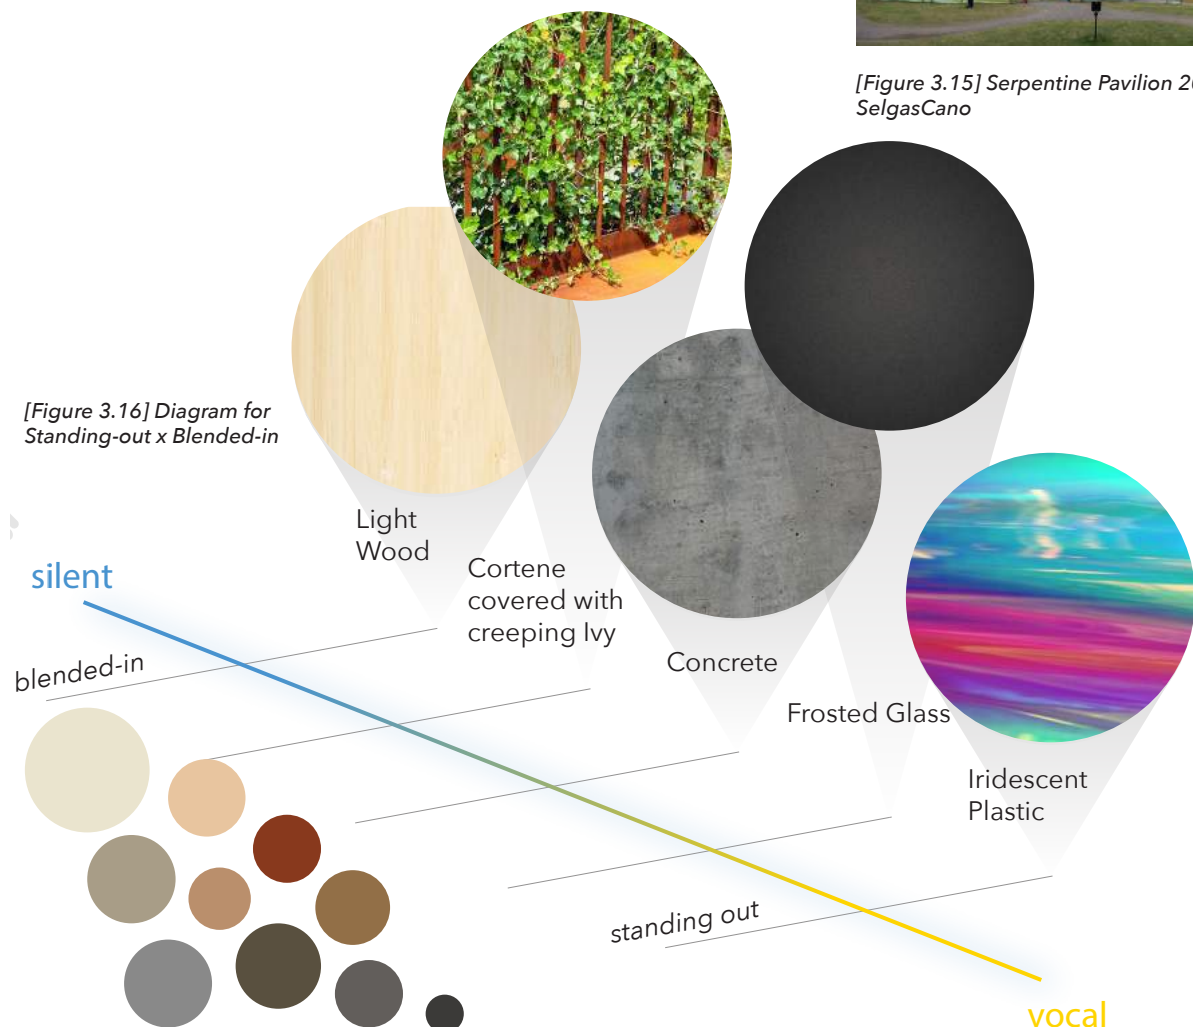 [Figure 3.15] Serpentine Pavilion
SelgasCano
[Figure 3.16] Diagram for
Standing-out x Blended-in
Light
Wood
silent
Cortene
covered with
creeping Ivy
blended-in
Concrete
Frosted Glass
Iridescent
Plastic
standing out
vocal